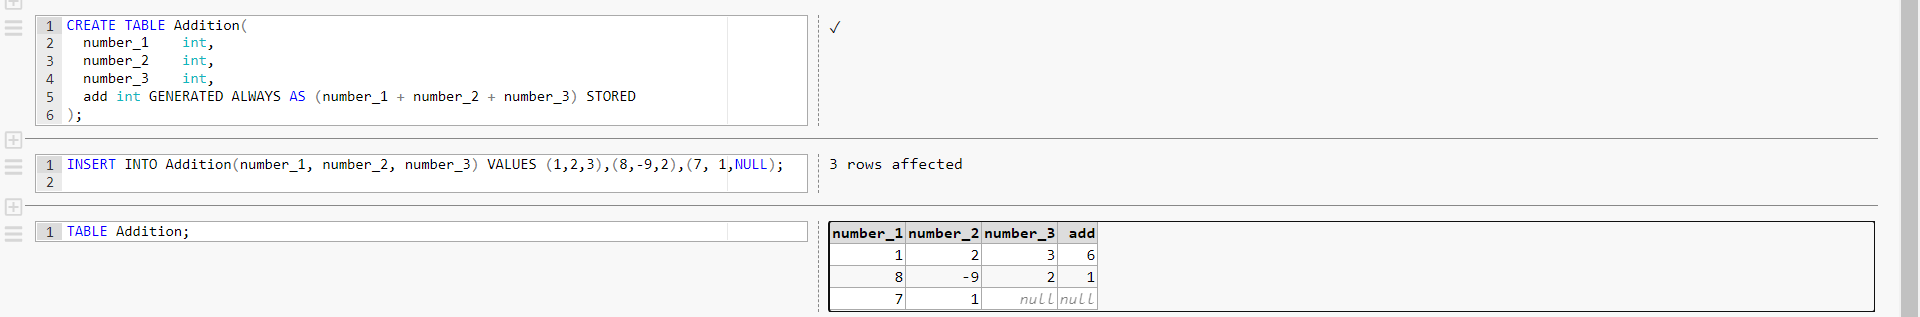 1 CREATE TABLE Addition(
2   number_1    int,
3   number_2    int,
4   number_3    int,
5   add int GENERATED ALWAYS AS (number_1 + number_2 + number_3) STORED
6 );
✓
1 INSERT INTO Addition(number_1, number_2, number_3) VALUES (1,2,3),(8,-9,2),(7, 1,NULL);
2
3 rows affected
1 TABLE Addition;
number_1 number_2 number_3 add
1 2 3 6
8 -9 2 1
7 1 null null